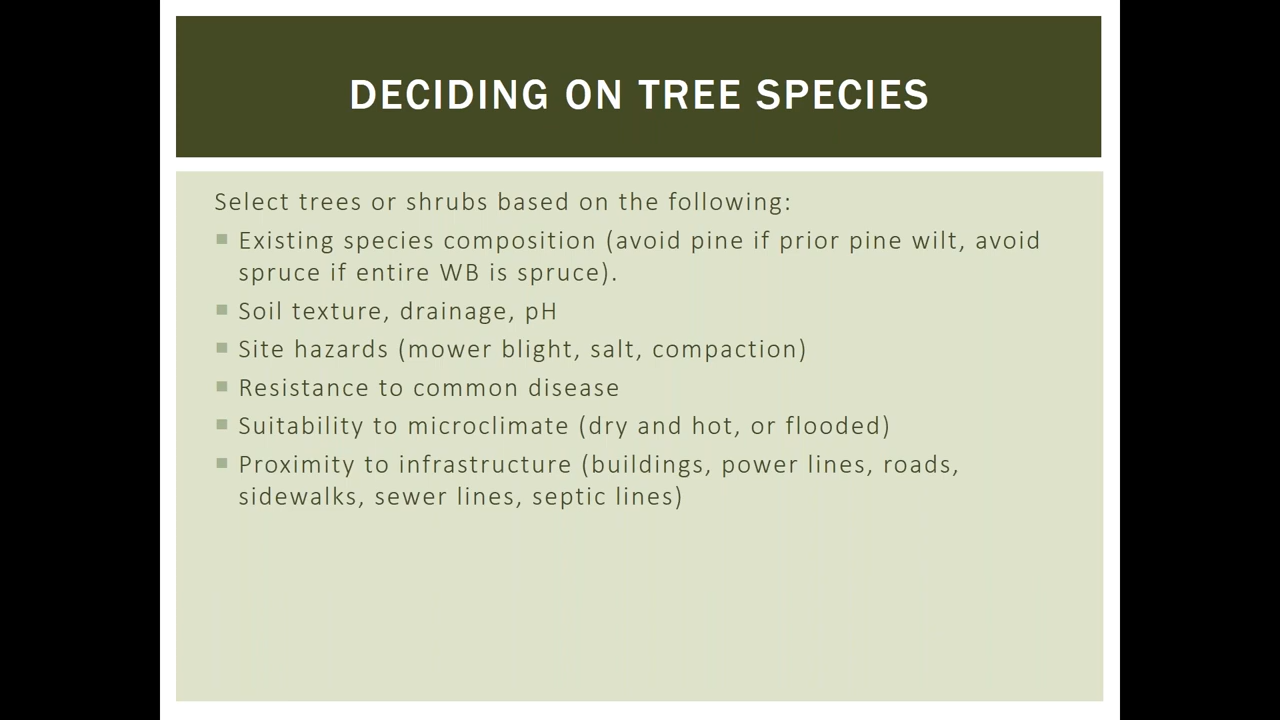 DECIDING ON TREE SPECIES
Select trees or shrubs based on the following:
Existing species composition (avoid pine if prior pine wilt, avoid
spruce if entire WB is spruce).
Soil texture, drainage, pH
Site hazards (mower blight, salt, compaction)
Resistance to common disease
Suitability to microclimate (dry and hot, or flooded)
Proximity to infrastructure (buildings, power lines, roads,
sidewalks, sewer lines, septic lines)